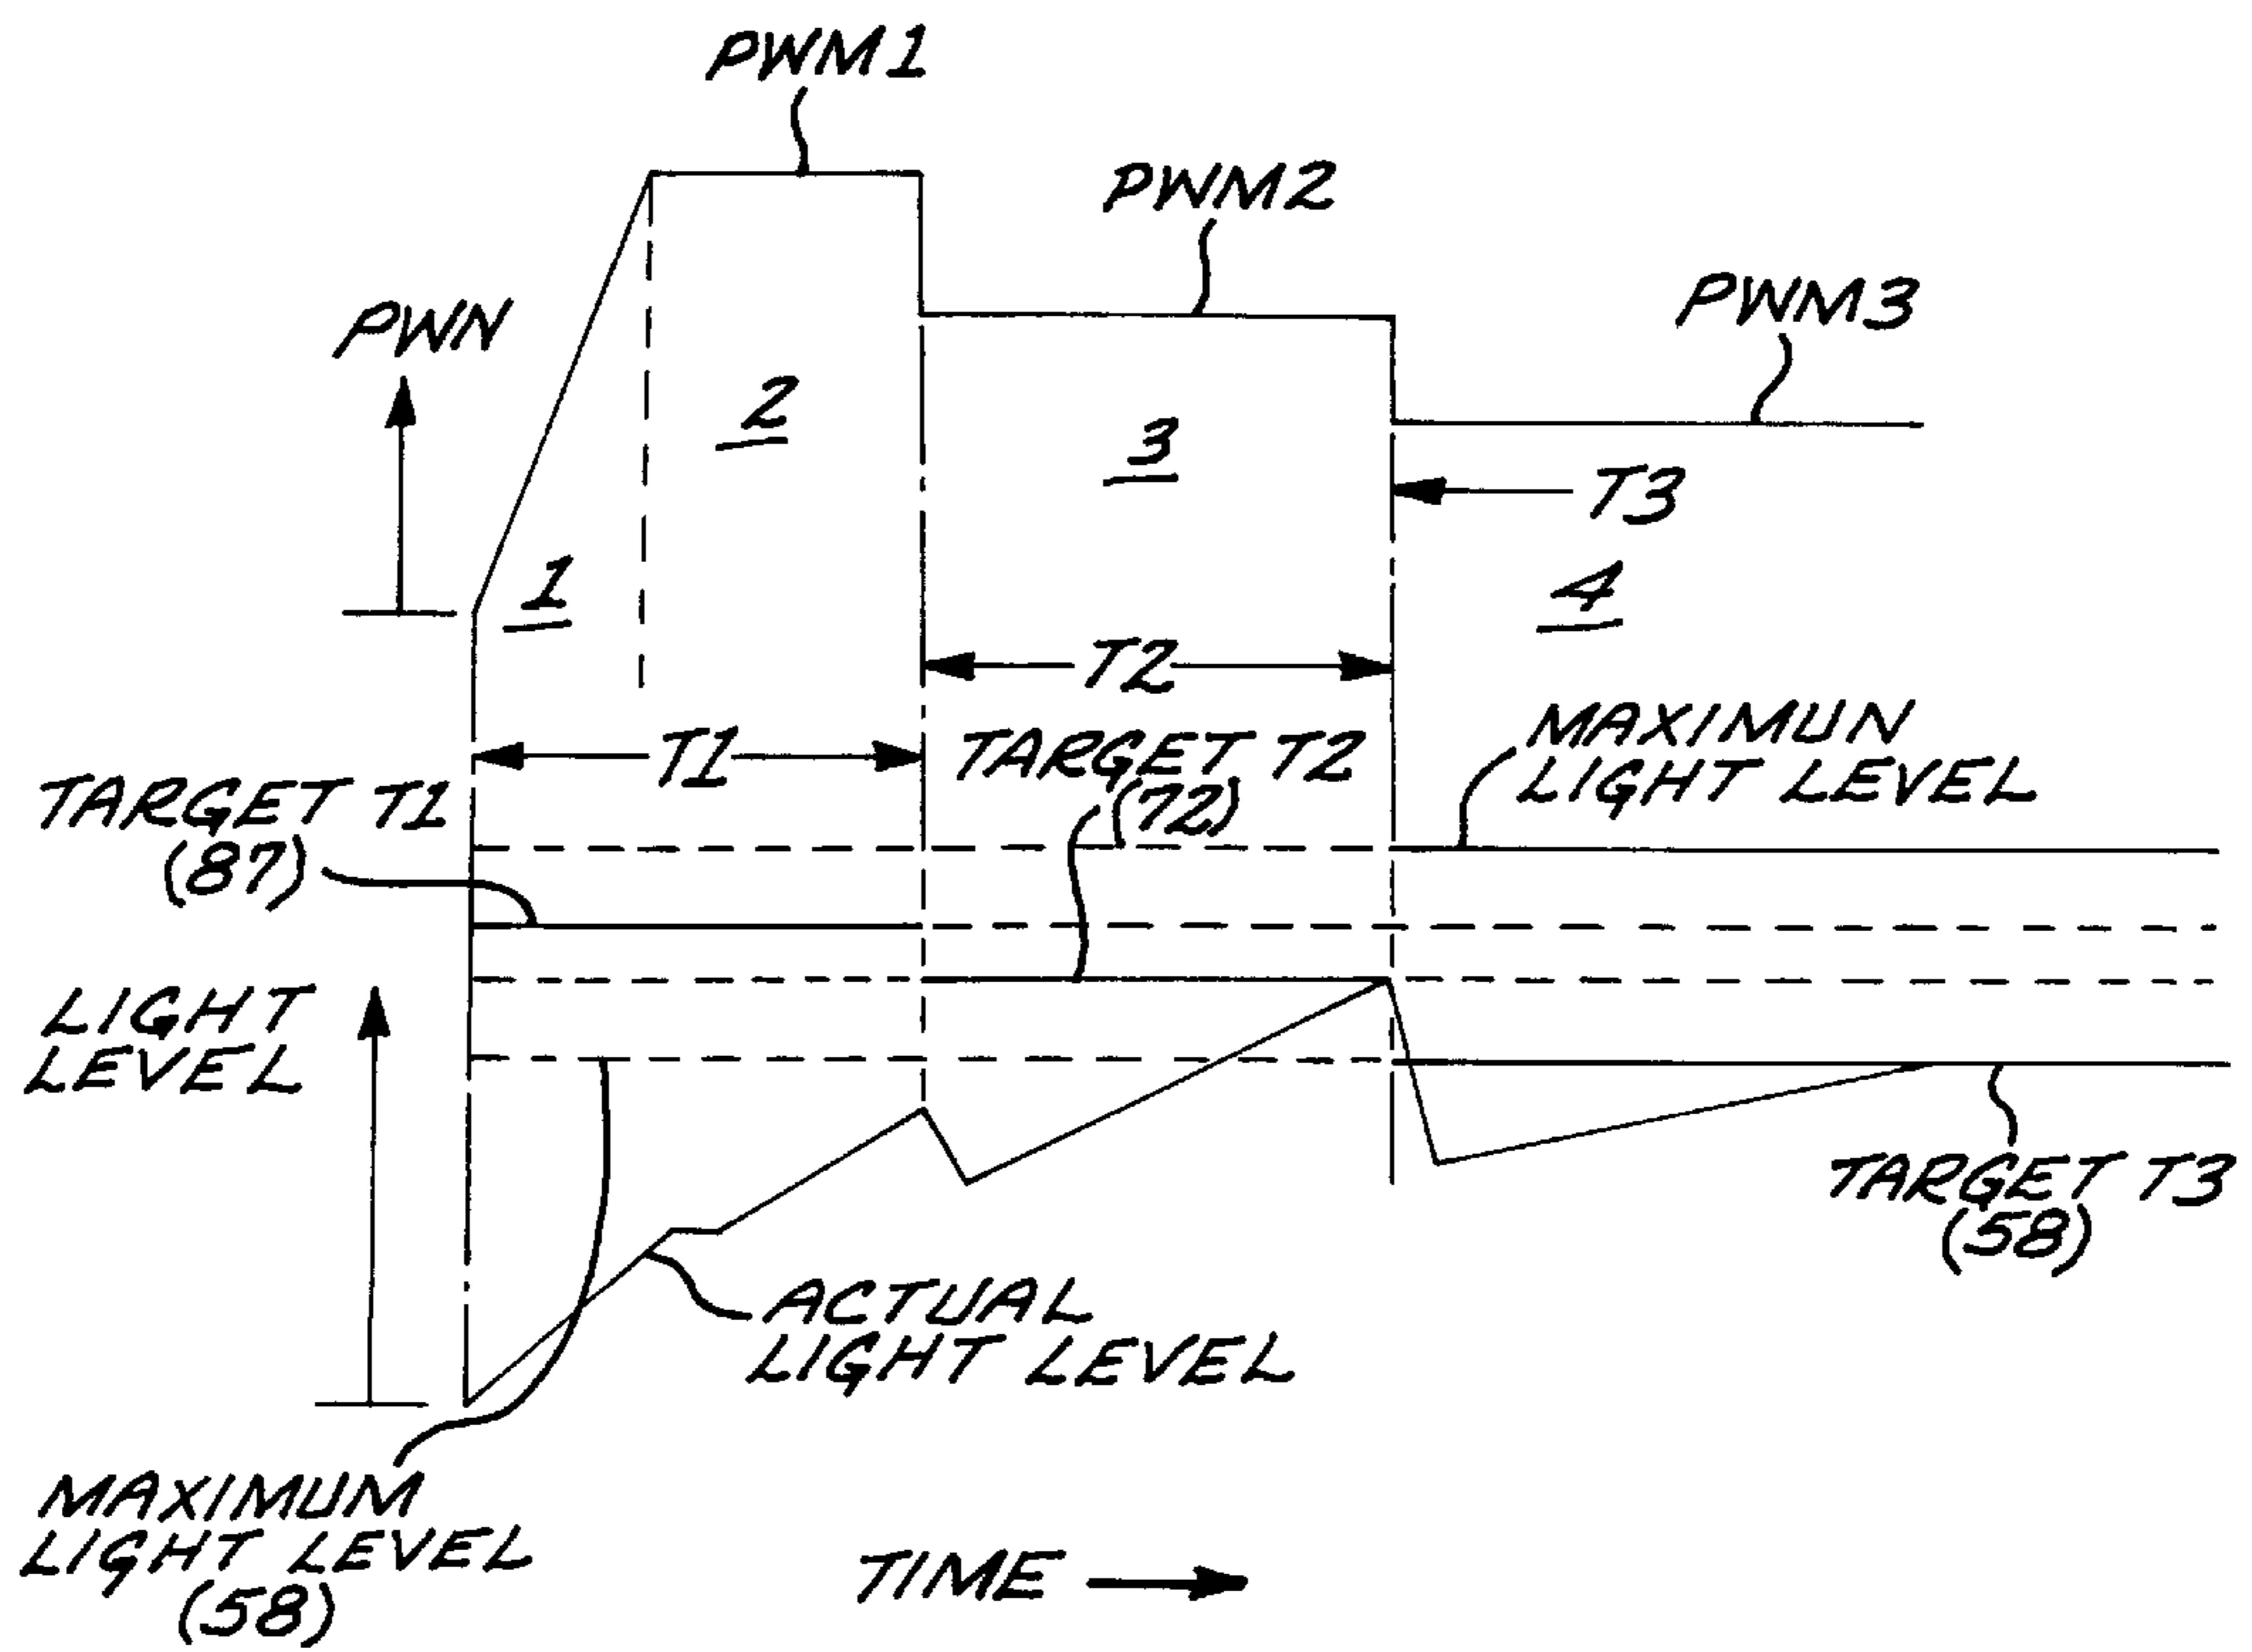 PWM1
PWM2
PWN
PWM3
2
3
T3
1
4
T2
MAXIMUN
LIGHT LEVEL
T1
TARGET T2
(72)
TARGET T1
(87)
LIGHT
LEVEL
TARGET T3
(58)
ACTUAL
LIGHT LEVEL
MAXIMUM
LIGHT LEVEL
(58)
TIME